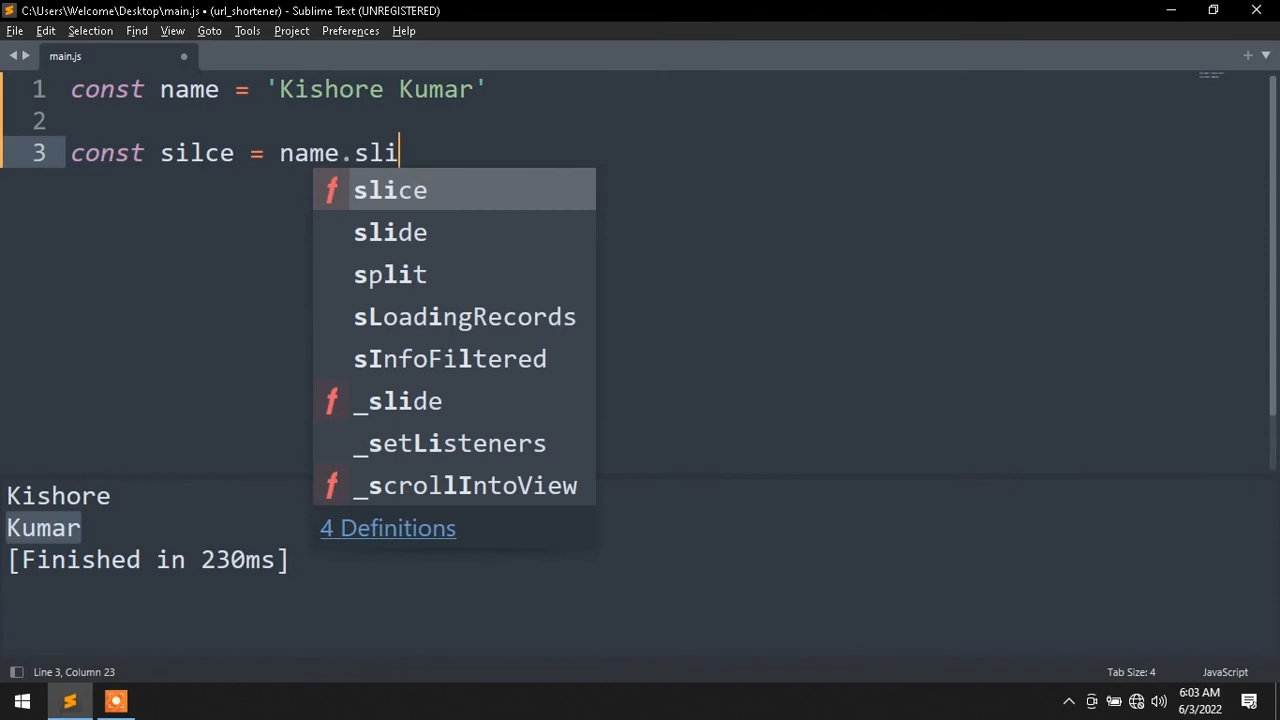 C:\Users\Welcome\Desktop\main.js • (url_shortener) - Sublime Text (UNREGISTERED)
File Edit Selection Find View Goto Tools Project Preferences Help
main.js
1 const name = 'Kishore Kumar'
2
3 const silce = name.sli
f slice
slide
split
sLoadingRecords
sInfoFiltered
f _slide
_setListeners
f _scrollIntoView
4 Definitions
Kishore
Kumar
[Finished in 230ms]
Line 3, Column 23 Tab Size: 4 JavaScript
6:03 AM
6/3/2022